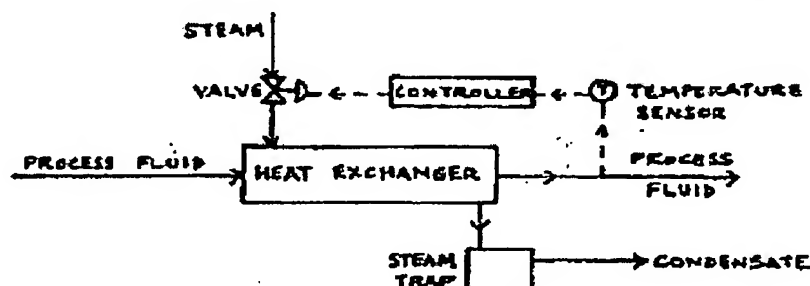 STEAM
VALVE
CONTROLLER
T
TEMPERATURE
SENSOR
PROCESS FLUID
HEAT EXCHANGER
PROCESS
FLUID
STEAM
TRAP
CONDENSATE